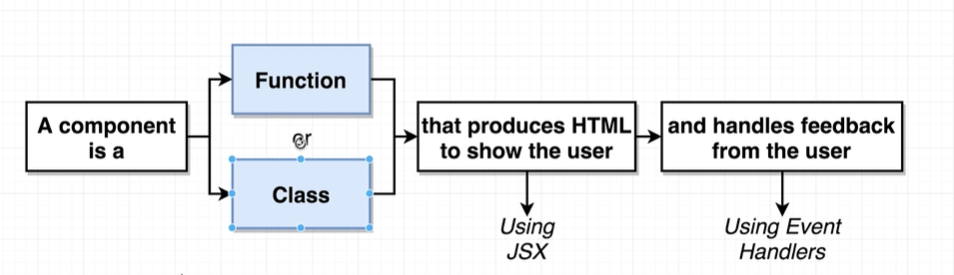 A component
is a
Function
or
Class
that produces HTML
to show the user
and handles feedback
from the user
Using
JSX
Using Event
Handlers